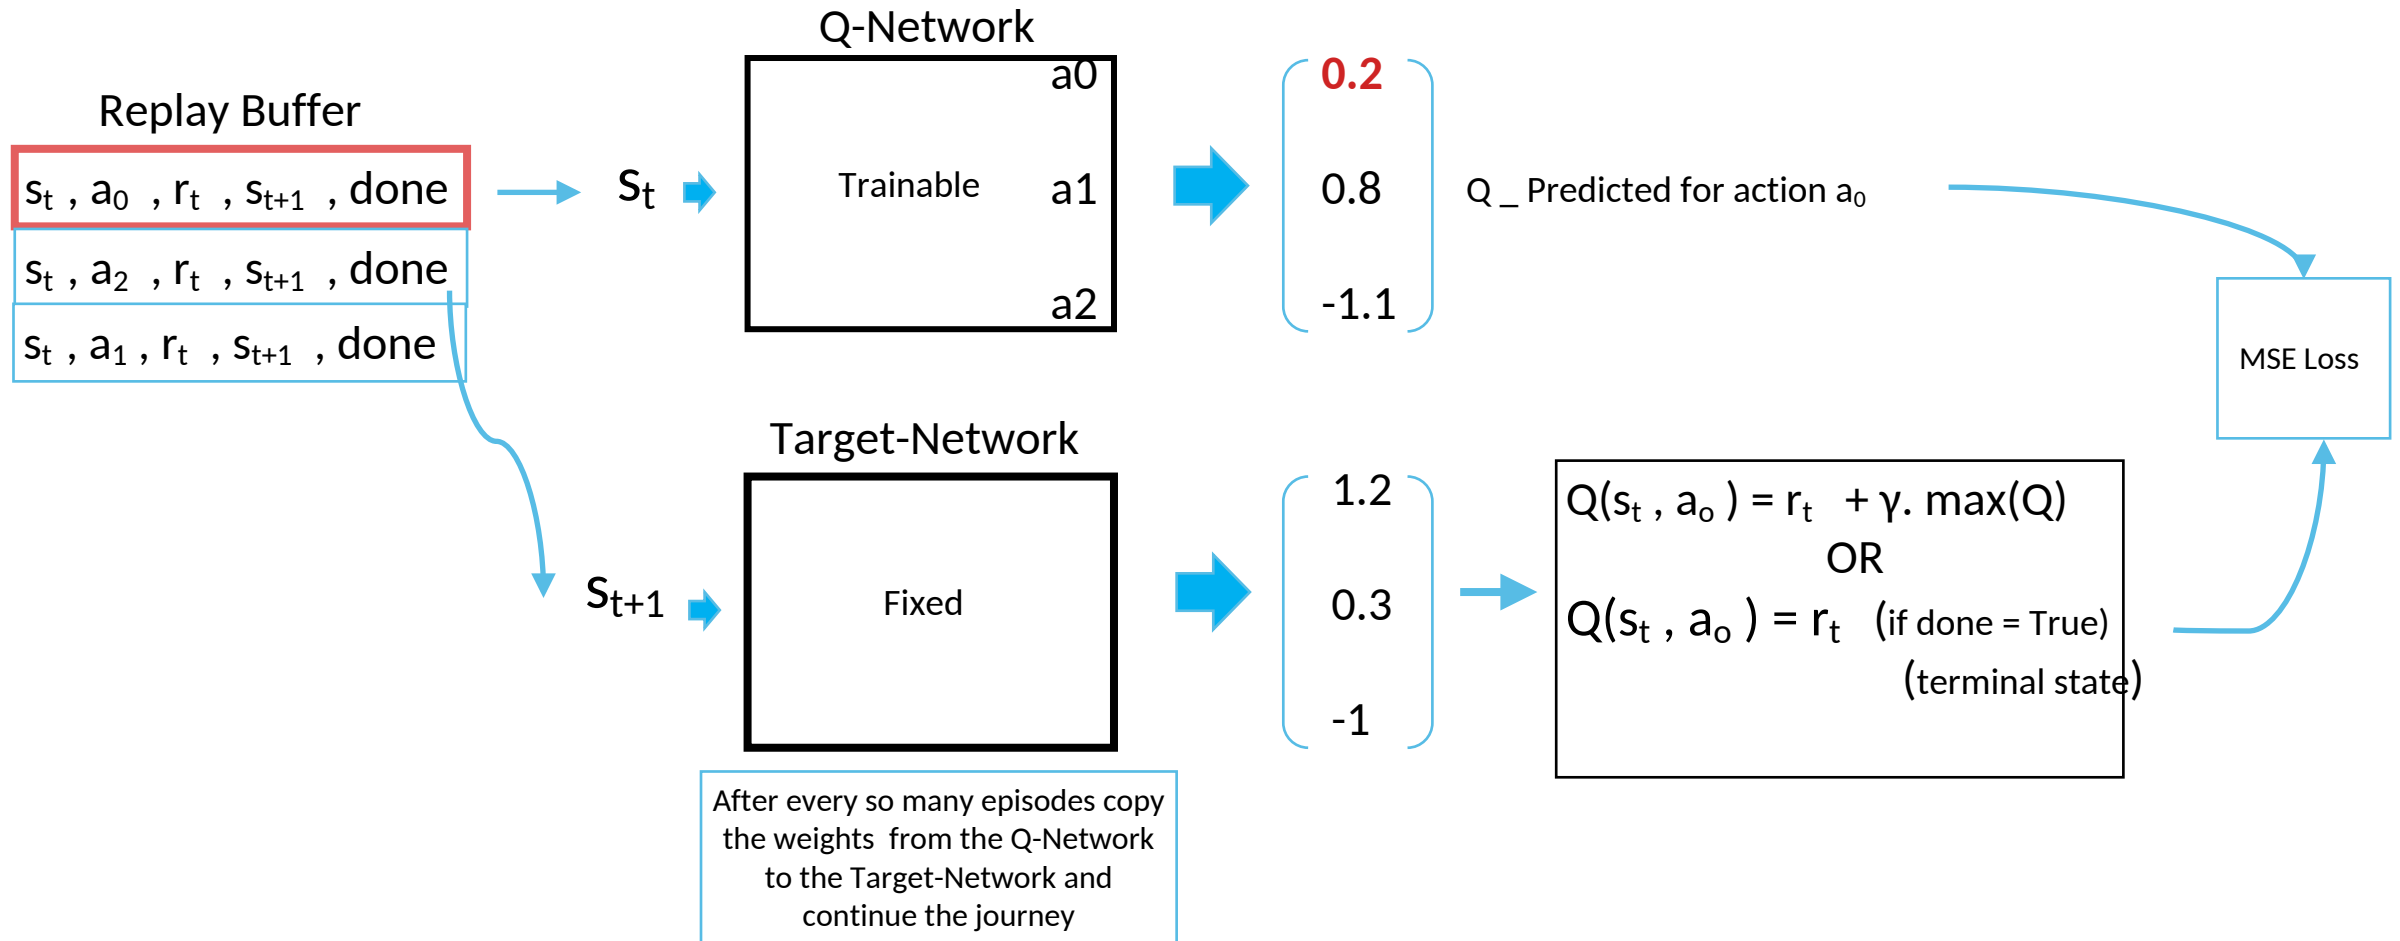 Q-Network
Replay Buffer
sₜ , a₀ , rₜ , sₜ₊₁ , done
sₜ , a₂ , rₜ , sₜ₊₁ , done
sₜ , a₁ , rₜ , sₜ₊₁ , done
sₜ
Trainable
a0
a1
a2
0.2
0.8
-1.1
Q _ Predicted for action a₀
MSE Loss
Target-Network
sₜ₊₁
Fixed
1.2
0.3
-1
Q(sₜ , aₒ ) = rₜ + γ. max(Q)
OR
Q(sₜ , aₒ ) = rₜ (if done = True)
(terminal state)
After every so many episodes copy
the weights from the Q-Network
to the Target-Network and
continue the journey